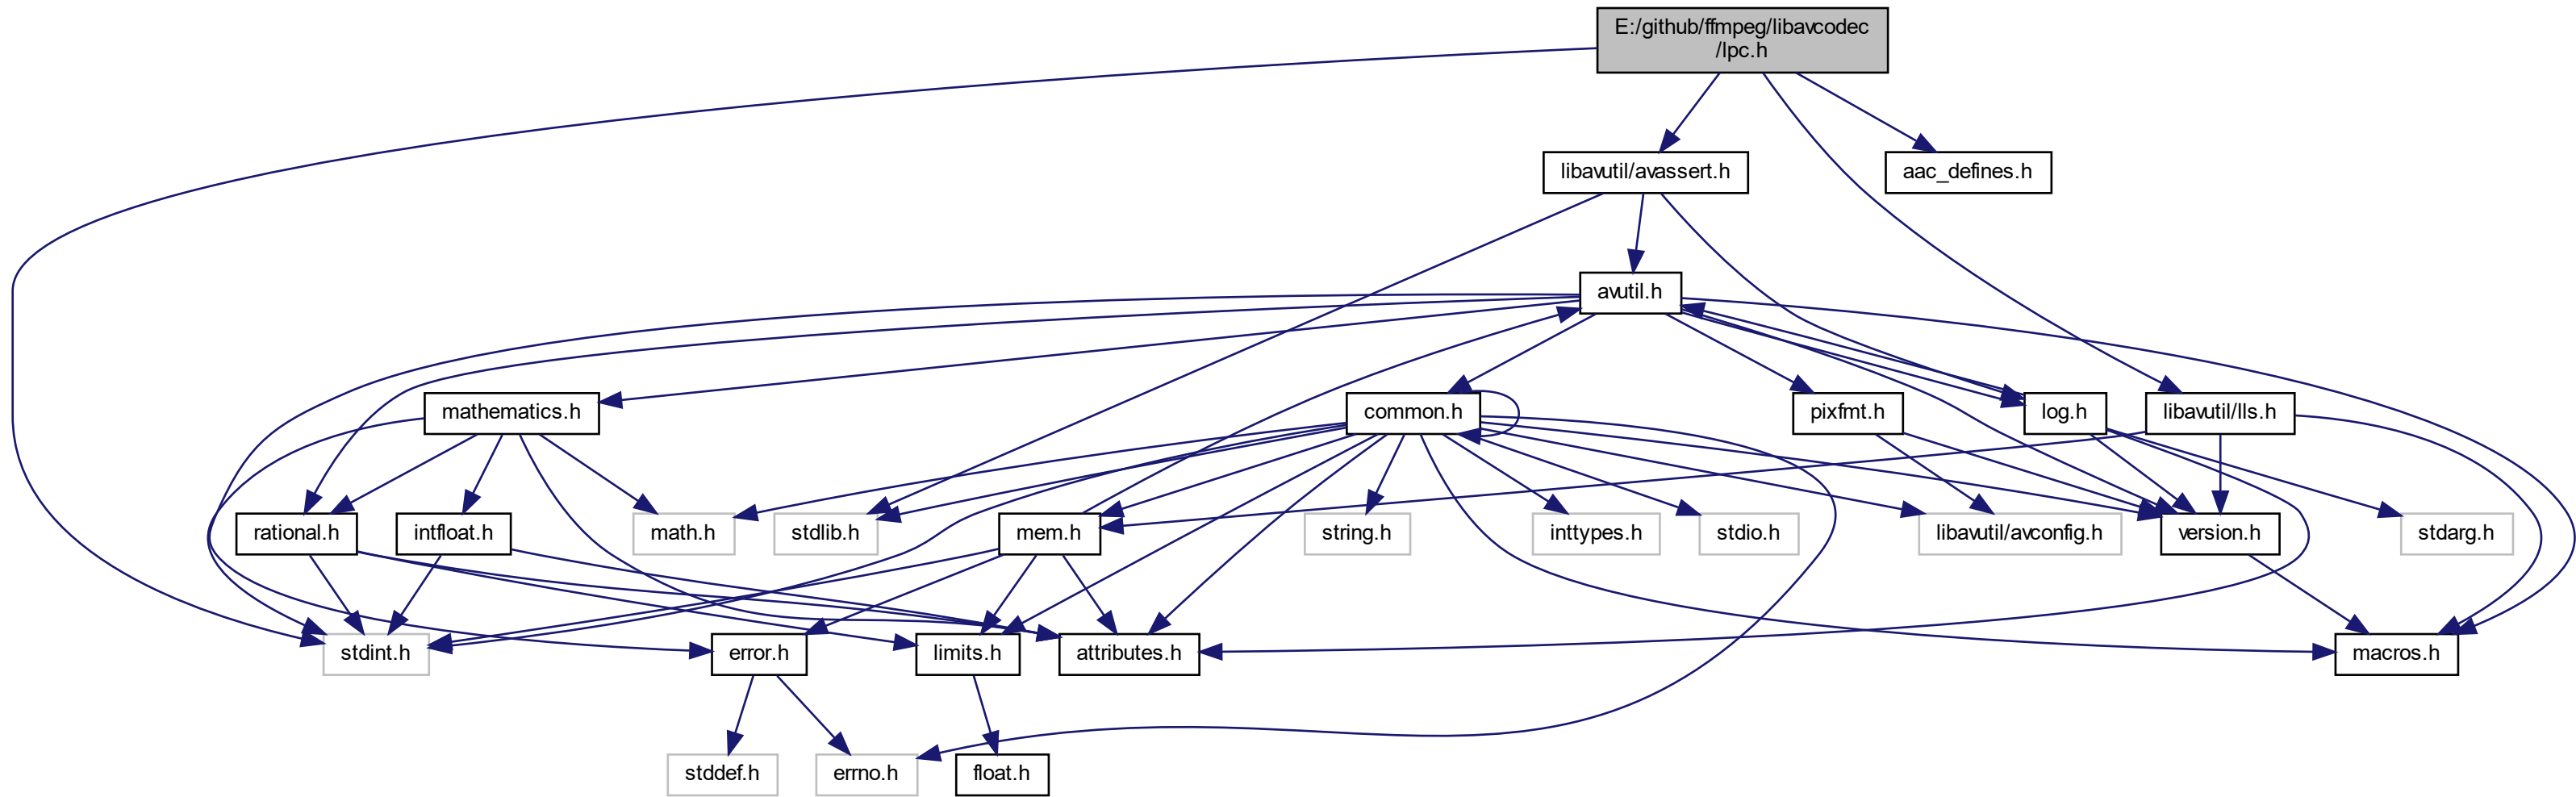 E:/github/ffmpeg/libavcodec
/lpc.h
libavutil/avassert.h
aac_defines.h
avutil.h
mathematics.h
common.h
pixfmt.h
log.h
libavutil/lls.h
rational.h
intfloat.h
math.h
stdlib.h
mem.h
string.h
inttypes.h
stdio.h
libavutil/avconfig.h
version.h
stdarg.h
stdint.h
error.h
limits.h
attributes.h
macros.h
stddef.h
errno.h
float.h